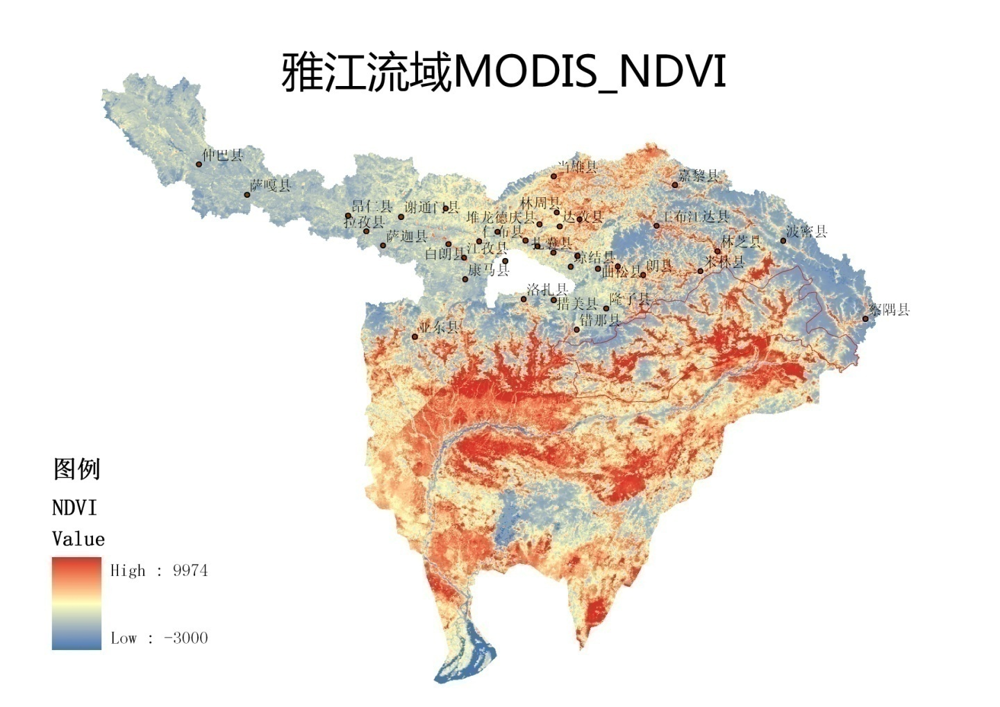 雅江流域MODIS_NDVI
仲巴县
萨嘎县
当雄县
嘉黎县
昂仁县
谢通门县
林周县
拉孜县
堆龙德庆县
达孜县
工布江达县
萨迦县
仁布县
波密县
白朗县
江孜县
扎囊县
林芝县
康马县
琼结县
曲松县
朗县
米林县
洛扎县
措美县
隆子县
察隅县
亚东县
错那县
图例
NDVI
Value
High : 9974
Low : -3000